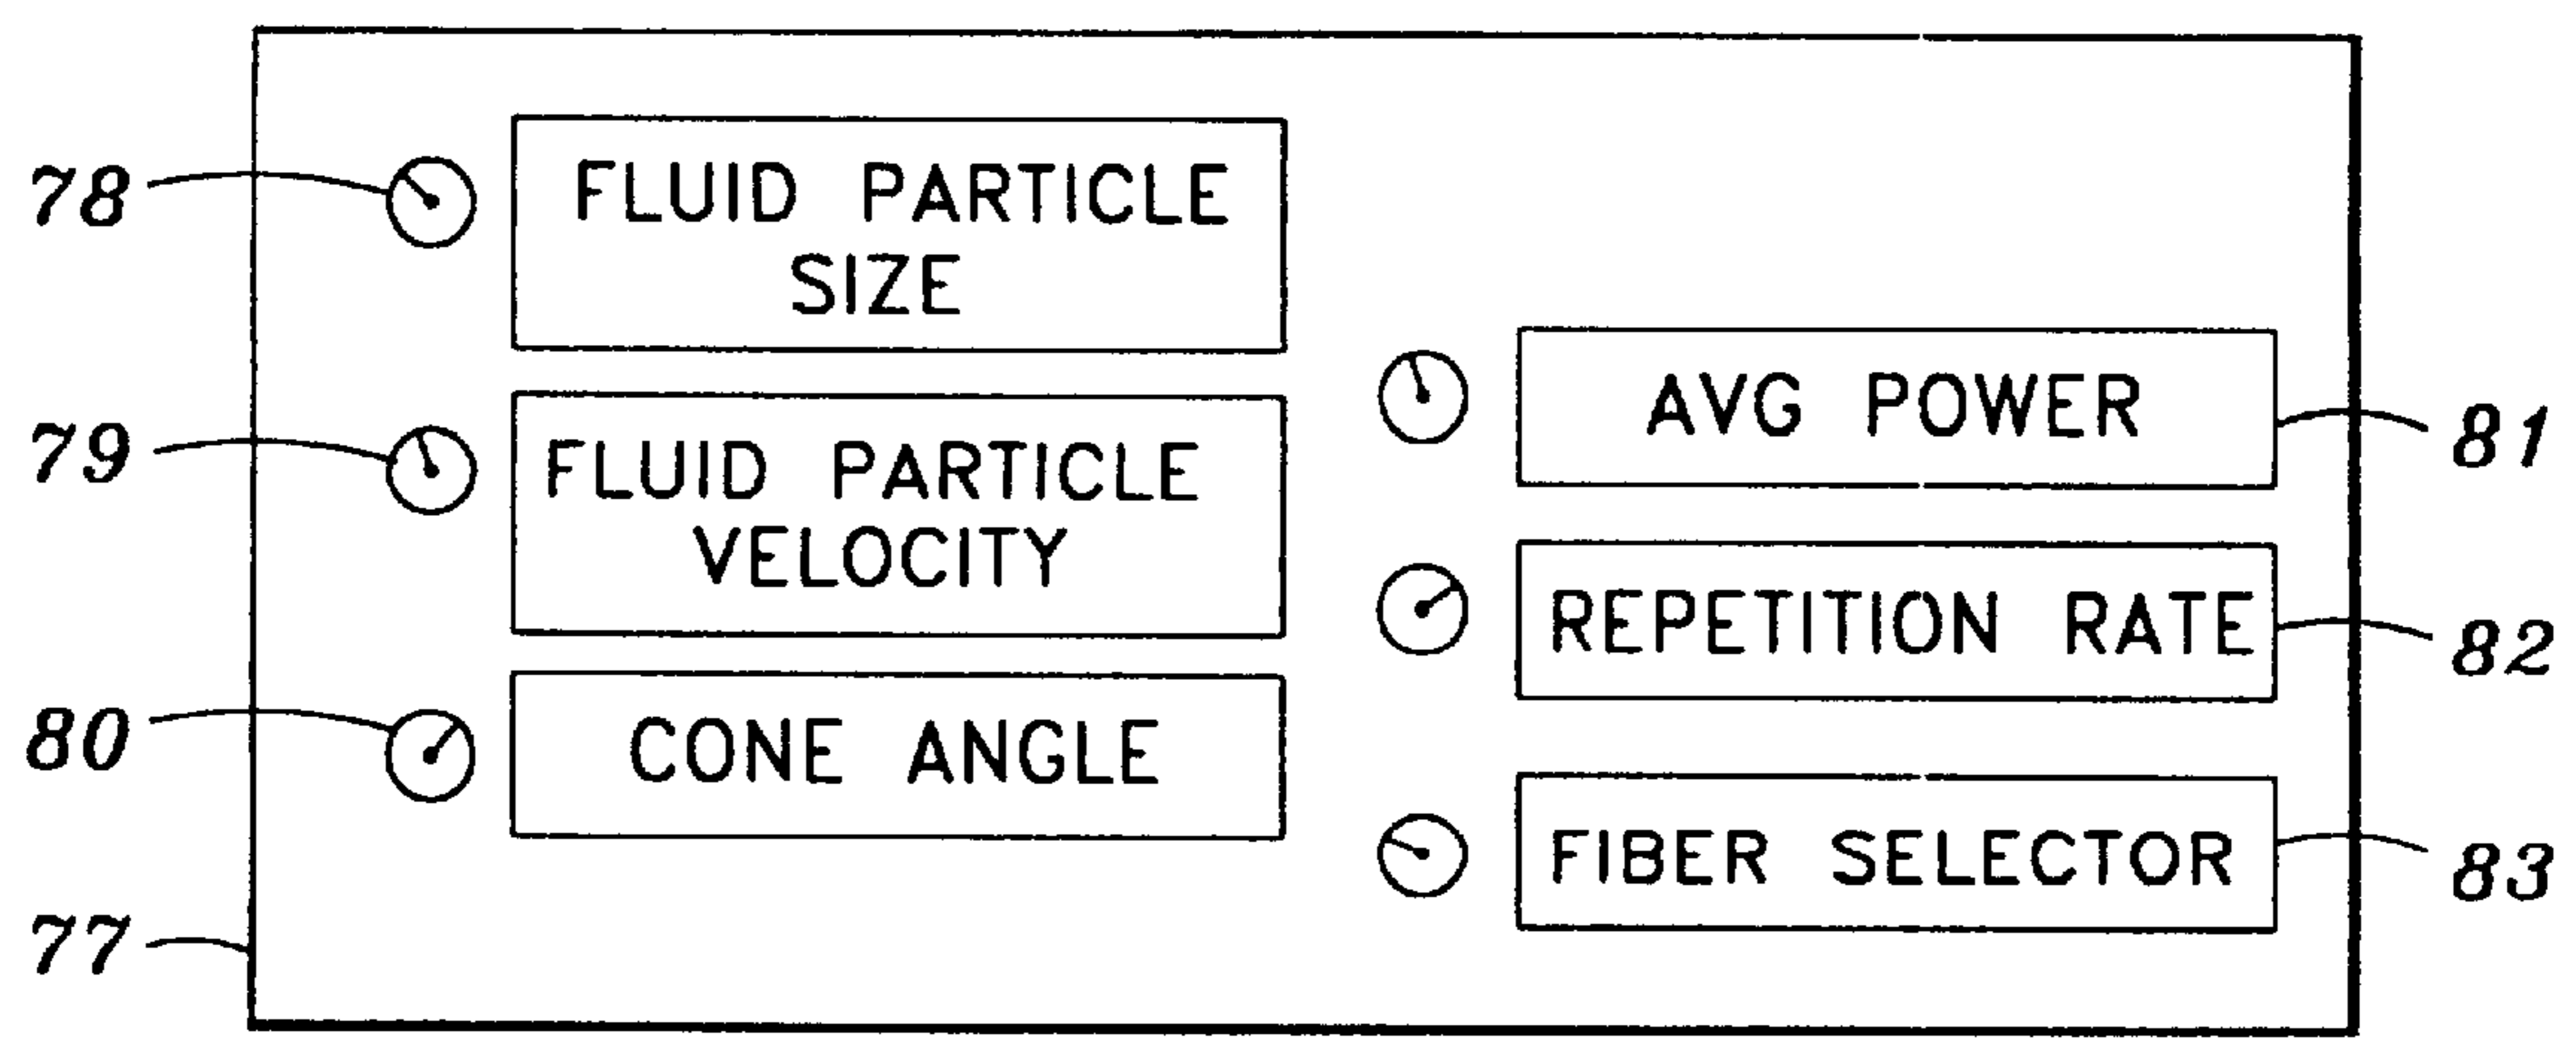 78
FLUID PARTICLE
SIZE
79
FLUID PARTICLE
VELOCITY
80
CONE ANGLE
77
AVG POWER
81
REPETITION RATE
82
FIBER SELECTOR
83